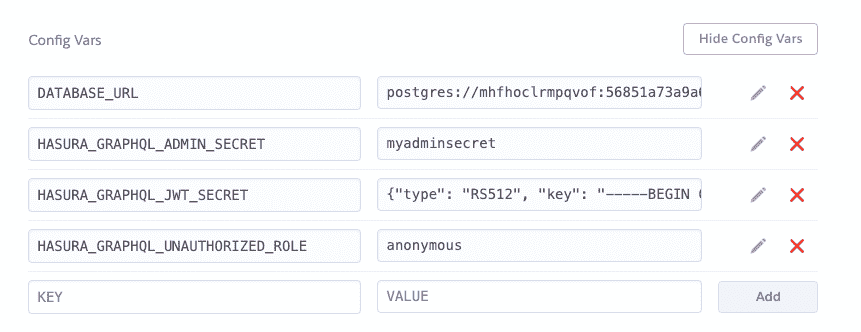 Config Vars Hide Config Vars
DATABASE_URL postgres://mhfhoclrmpqvof:56851a73a9a
HASURA_GRAPHQL_ADMIN_SECRET myadminsecret
HASURA_GRAPHQL_JWT_SECRET {"type": "RS512", "key": "-----BEGIN
HASURA_GRAPHQL_UNAUTHORIZED_ROLE anonymous
KEY VALUE Add